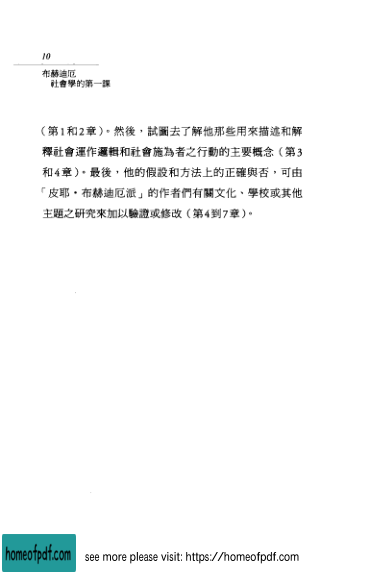 10
布赫迪厄
社會學的第一課
（第1和2章）。然後，試圖去了解他那些用來描述和解
釋社會運作邏輯和社會施為者之行動的主要概念（第3
和4章）。最後，他的假設和方法上的正確與否，可由
「皮耶‧布赫迪厄派」的作者們有關文化、學校或其他
主題之研究來加以驗證或修改（第4到7章）。
homeofpdf.com
see more please visit: https://homeofpdf.com